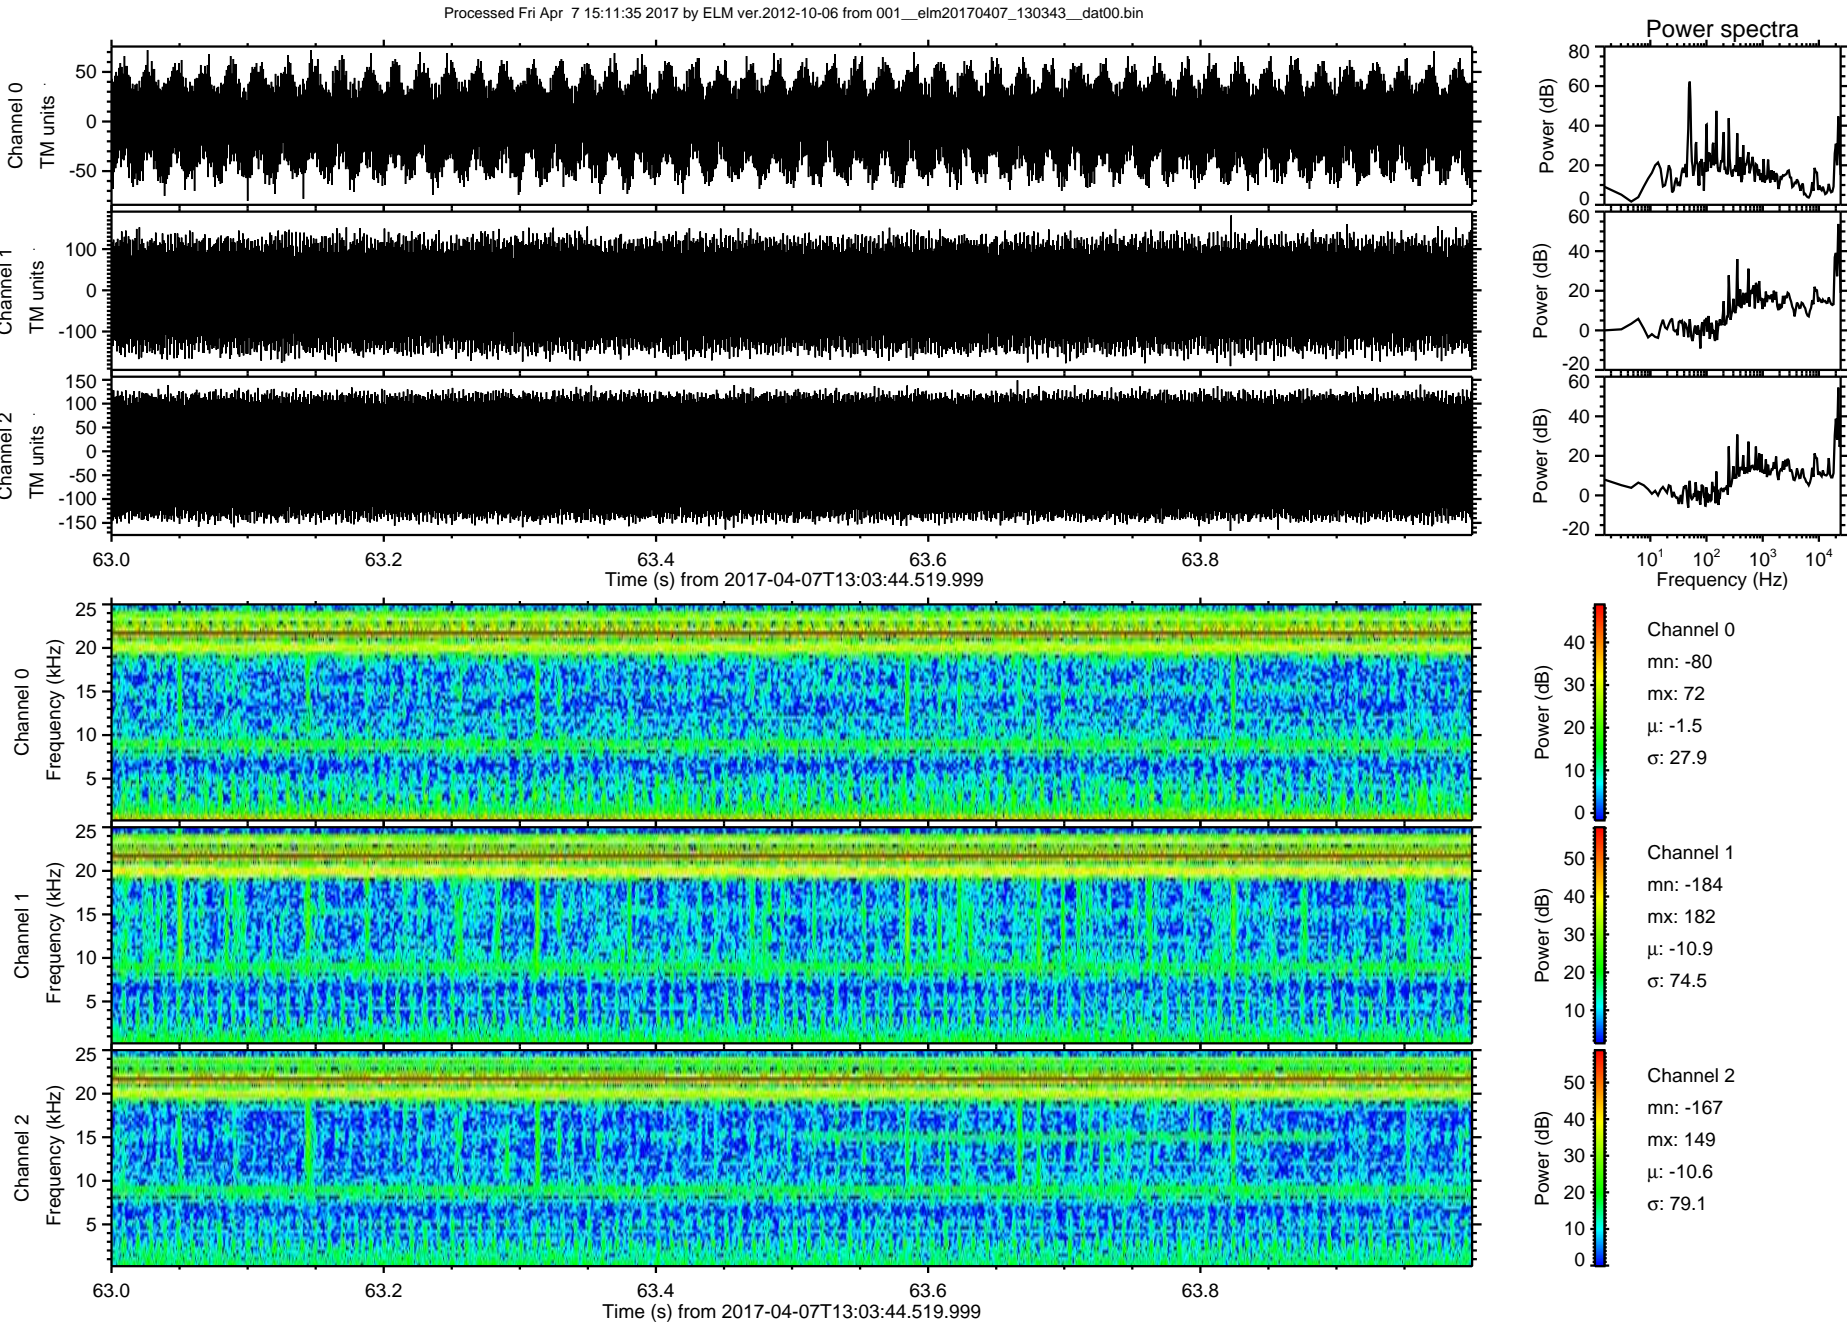 Processed Fri Apr 7 15:11:35 2017 by ELM ver.2012-10-06 from 001__elm20170407_130343__dat00.bin
Power spectra
Channel 0
TM units
50
0
-50
Power (dB)
80
60
40
20
0
Channel 1
TM units
100
0
-100
Power (dB)
60
40
20
0
-20
Channel 2
TM units
150
100
50
0
-50
-100
-150
Power (dB)
60
40
20
0
-20
63.0 63.2 63.4 63.6 63.8
Time (s) from 2017-04-07T13:03:44.519.999
10^1 10^2 10^3 10^4
Frequency (Hz)
Channel 0
Frequency (kHz)
25
20
15
10
5
Power (dB)
40
30
20
10
0
Channel 0
mn: -80
mx: 72
μ: -1.5
σ: 27.9
Channel 1
Frequency (kHz)
25
20
15
10
5
Power (dB)
50
40
30
20
10
Channel 1
mn: -184
mx: 182
μ: -10.9
σ: 74.5
Channel 2
Frequency (kHz)
25
20
15
10
5
Power (dB)
50
40
30
20
10
0
Channel 2
mn: -167
mx: 149
μ: -10.6
σ: 79.1
63.0 63.2 63.4 63.6 63.8
Time (s) from 2017-04-07T13:03:44.519.999